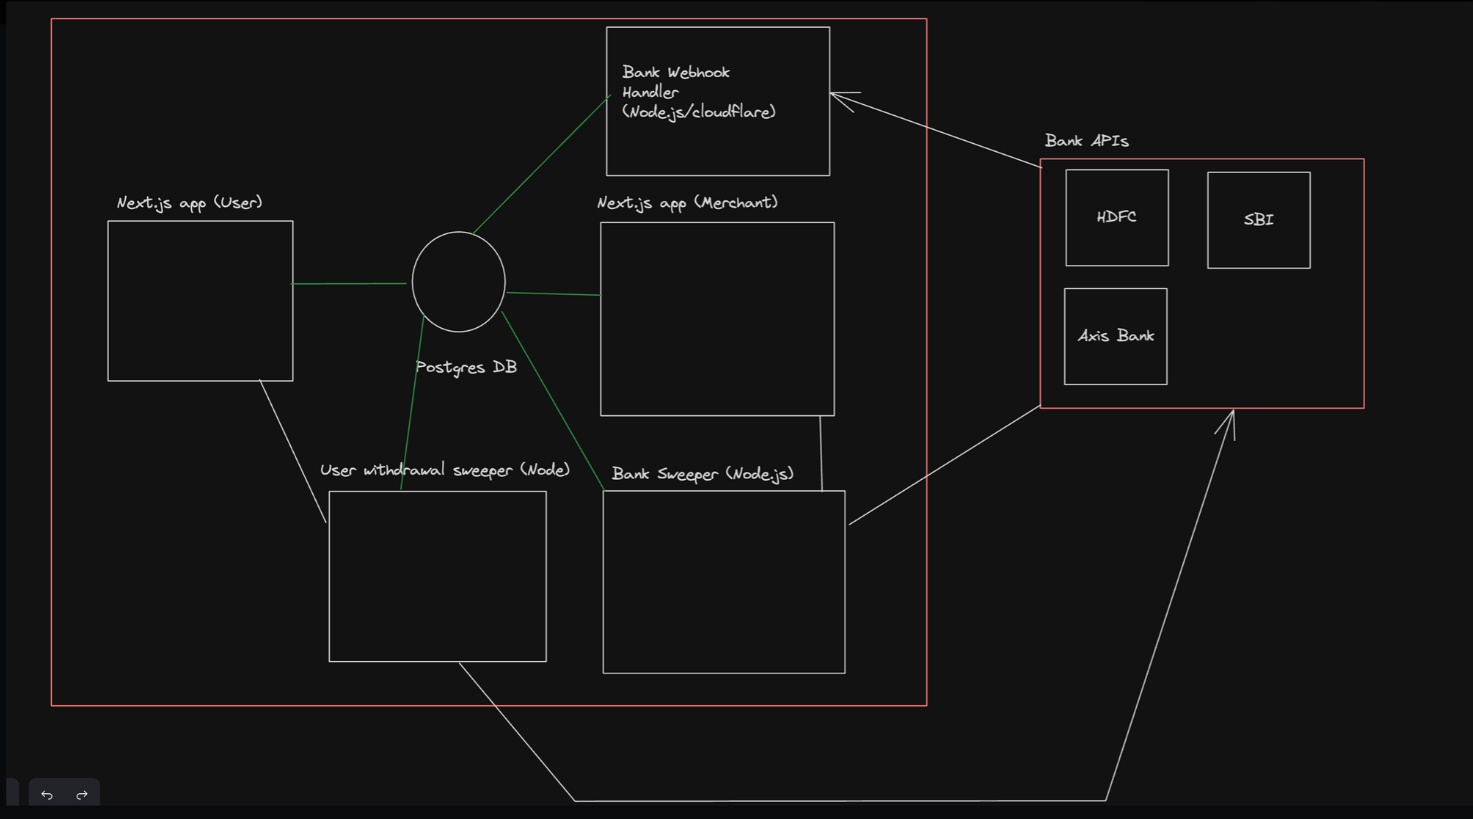 Bank Webhook
Handler
(Node.js/cloudflare)
Bank APIs
HDFC
SBI
Next.js app (User)
Next.js app (Merchant)
Axis Bank
Postgres DB
User withdrawal sweeper (Node)
Bank Sweeper (Node.js)